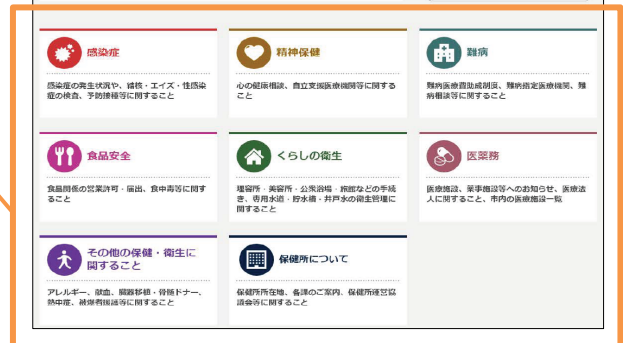 感染症
感染症の発生状況や、結核・エイズ・性感染
症の検査、予防接種等に関すること
精神保健
心の健康相談、自立支援医療機関等に関する
こと
難病
難病医療費助成制度、難病指定医療機関、難
病相談等に関すること
食品安全
食品関係の営業許可・届出、食中毒等に関す
ること
くらしの衛生
理容所・美容所・公衆浴場・旅館などの手続
き、専用水道・貯水槽・井戸水の衛生管理に
関すること
医薬務
医療施設、薬事施設等へのお知らせ、医療法
人に関すること、市内の医療施設一覧
その他の保健・衛生に
関すること
アレルギー、献血、臓器移植・骨髄ドナー、
熱中症、被爆者援護等に関すること
保健所について
保健所所在地、各課のご案内、保健所運営協
議会等に関すること